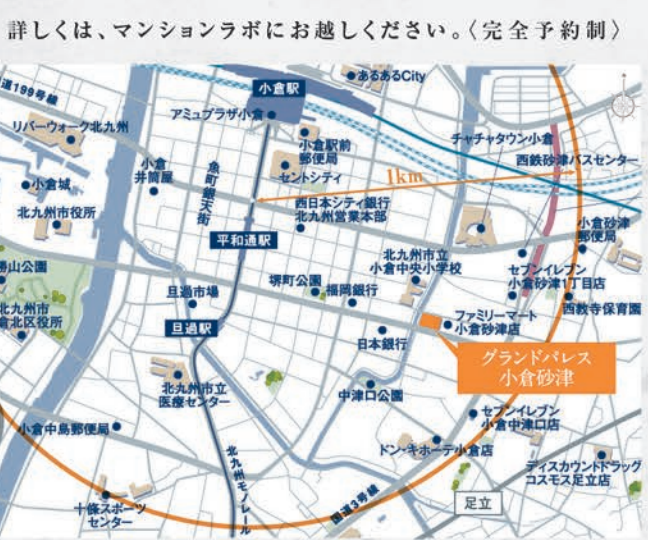 詳しくは、マンションラボにお越しください。〈完全予約制〉
道199号線
小倉駅
あるあるCity
アミュプラザ小倉
リバーウォーク北九州
小倉駅前
郵便局
チャチャタウン小倉
西鉄砂津バスセンター
小倉
井筒屋
魚町銀天街
セントシティ
1km
小倉城
北九州市役所
西日本シティ銀行
北九州営業本部
平和通駅
小倉砂津
郵便局
北九州市立
小倉中央小学校
勝山公園
セブンイレブン
小倉砂津1丁目店
旦過市場
堺町公園
福岡銀行
西教寺保育園
北九州市
倉北区役所
旦過駅
ファミリーマート
小倉砂津店
日本銀行
グランドパレス
小倉砂津
北九州市立
医療センター
中津口公園
セブンイレブン
小倉中津口店
小倉中島郵便局
ドン・キホーテ小倉店
北九州モノレール
ディスカウントドラッグ
コスモス足立店
十條スポーツ
センター
国道3号線
足立